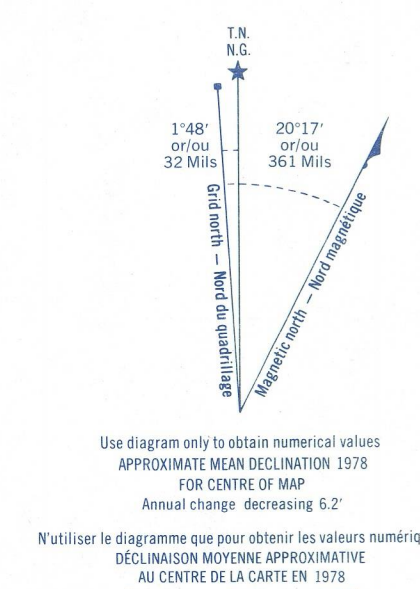 T.N.
N.G.
1°48′
or/ou
32 Mils
20°17′
or/ou
361 Mils
Grid north – Nord du quadrillage
Magnetic north – Nord magnétique
Use diagram only to obtain numerical values
APPROXIMATE MEAN DECLINATION 1978
FOR CENTRE OF MAP
Annual change decreasing 6.2′
N'utiliser le diagramme que pour obtenir les valeurs numériq
DÉCLINAISON MOYENNE APPROXIMATIVE
AU CENTRE DE LA CARTE EN 1978